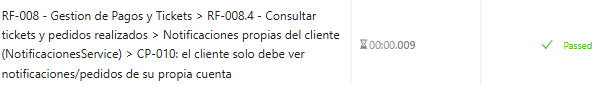 RF-008 - Gestion de Pagos y Tickets > RF-008.4 - Consultar
tickets y pedidos realizados > Notificaciones propias del cliente
(NotificacionesService) > CP-010: el cliente solo debe ver
notificaciones/pedidos de su propia cuenta
00:00.009
Passed